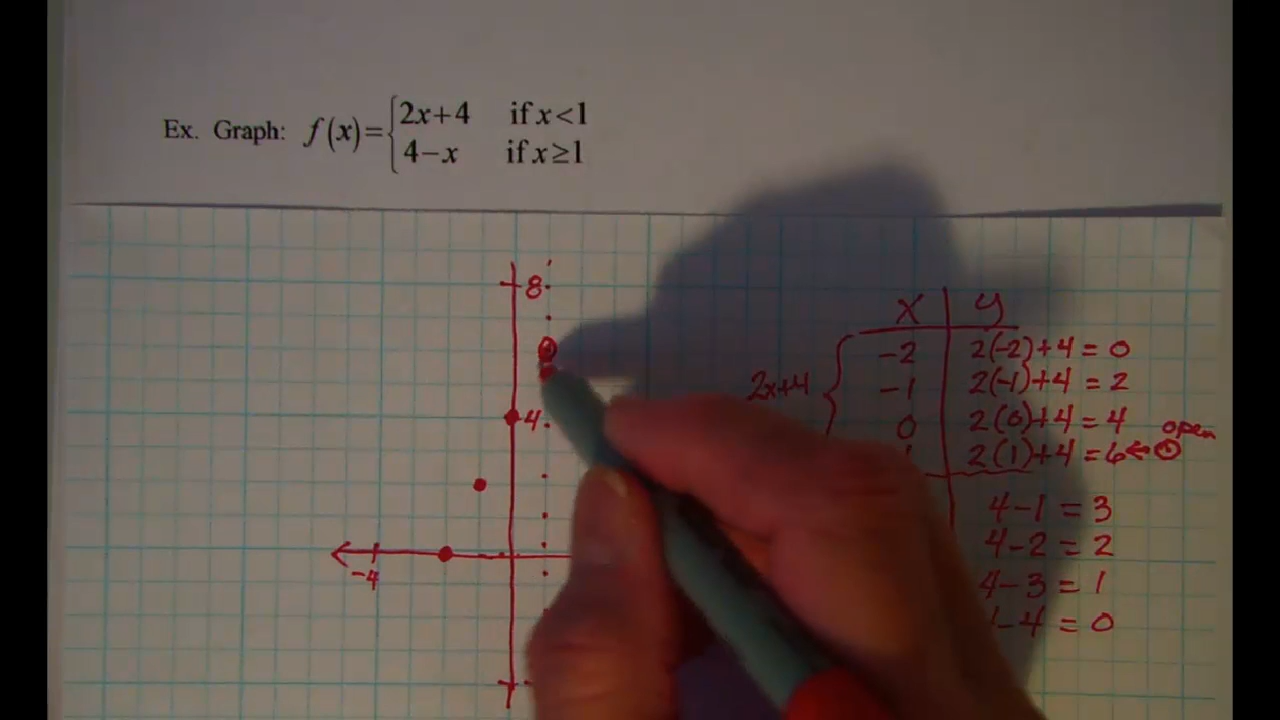 Ex. Graph: f(x)={2x+4 if x<1
4-x if x≥1
8
4
-4
x | y
2x+4 {
-2 | 2(-2)+4=0
-1 | 2(-1)+4=2
0 | 2(0)+4=4
2(1)+4=6 ← open
4-1=3
4-2=2
4-3=1
-4=0